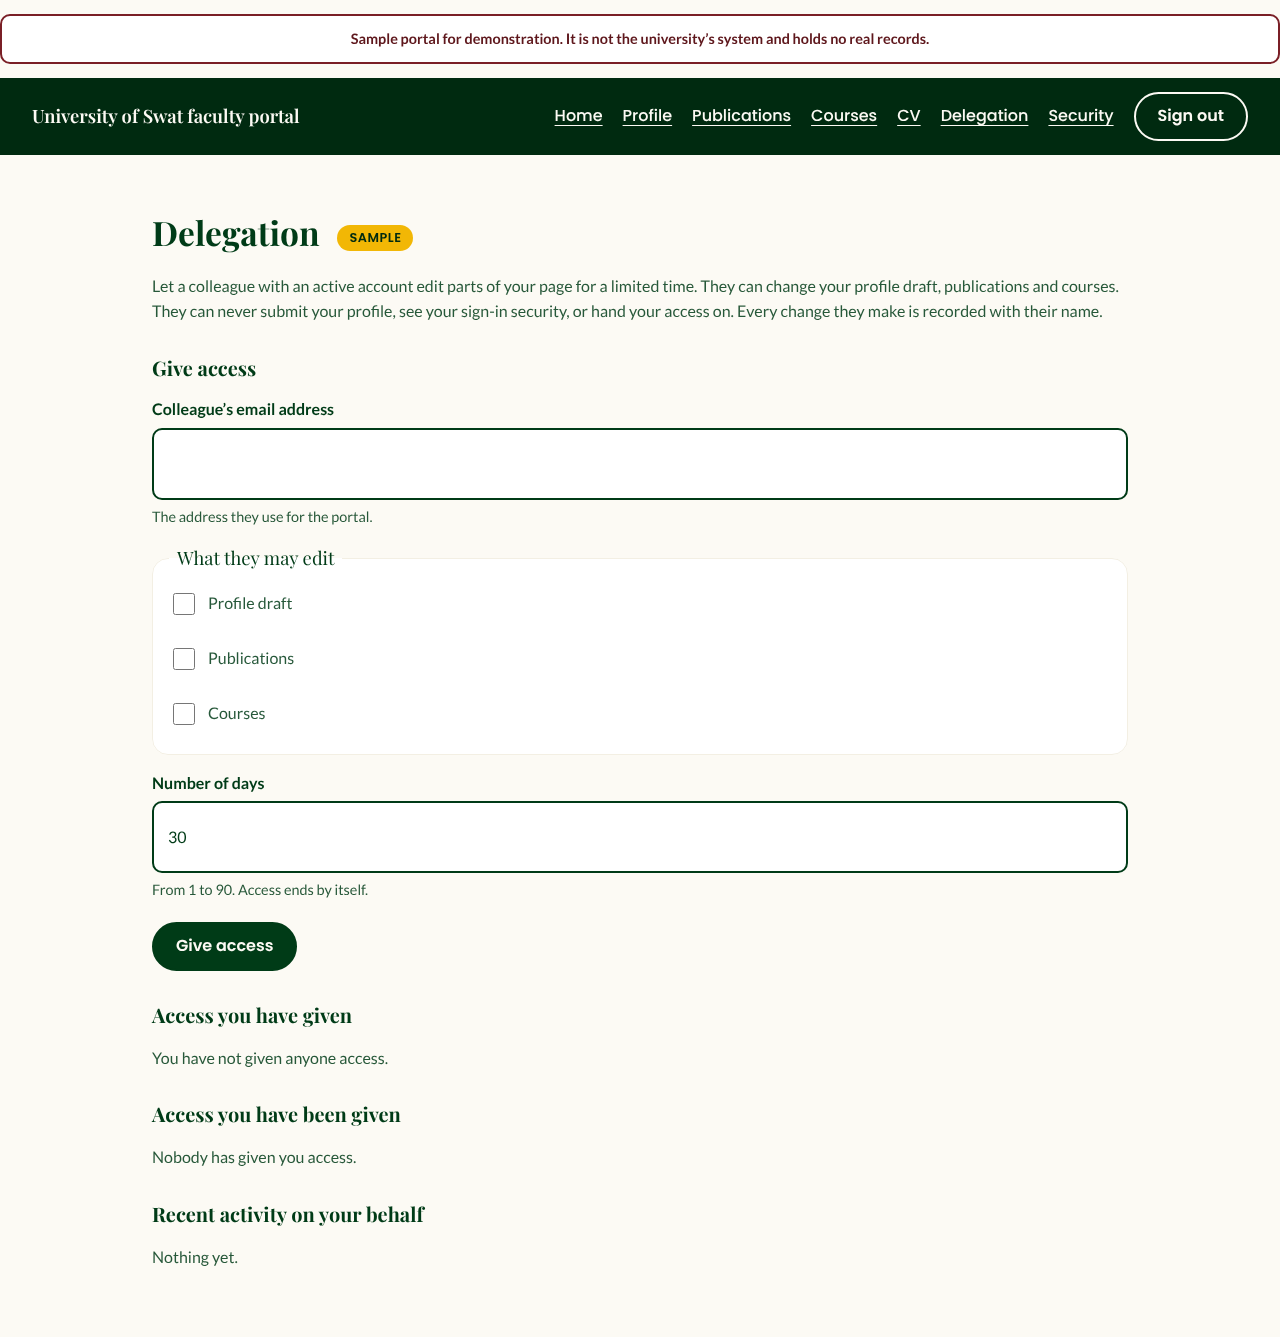 Sample portal for demonstration. It is not the university’s system and holds no real records.
University of Swat faculty portal
Home Profile Publications Courses CV Delegation Security Sign out
Delegation SAMPLE
Let a colleague with an active account edit parts of your page for a limited time. They can change your profile draft, publications and courses.
They can never submit your profile, see your sign-in security, or hand your access on. Every change they make is recorded with their name.
Give access
Colleague’s email address
The address they use for the portal.
What they may edit
Profile draft
Publications
Courses
Number of days
30
From 1 to 90. Access ends by itself.
Give access
Access you have given
You have not given anyone access.
Access you have been given
Nobody has given you access.
Recent activity on your behalf
Nothing yet.